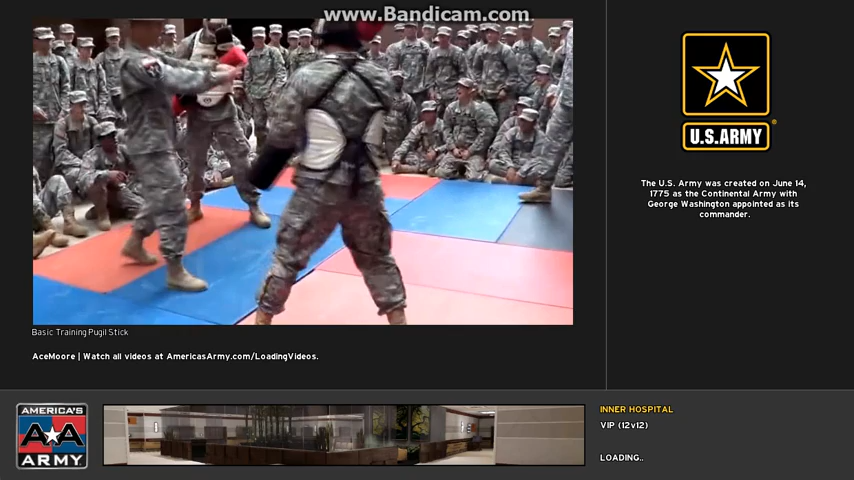 www.Bandicam.com
U.S.ARMY
The U.S. Army was created on June 14,
1775 as the Continental Army with
George Washington appointed as its
commander.
Basic Training Pugil Stick
AceMoore | Watch all videos at AmericasArmy.com/LoadingVideos.
AMERICA'S
AA
ARMY
INNER HOSPITAL
VIP (12v12)
LOADING..